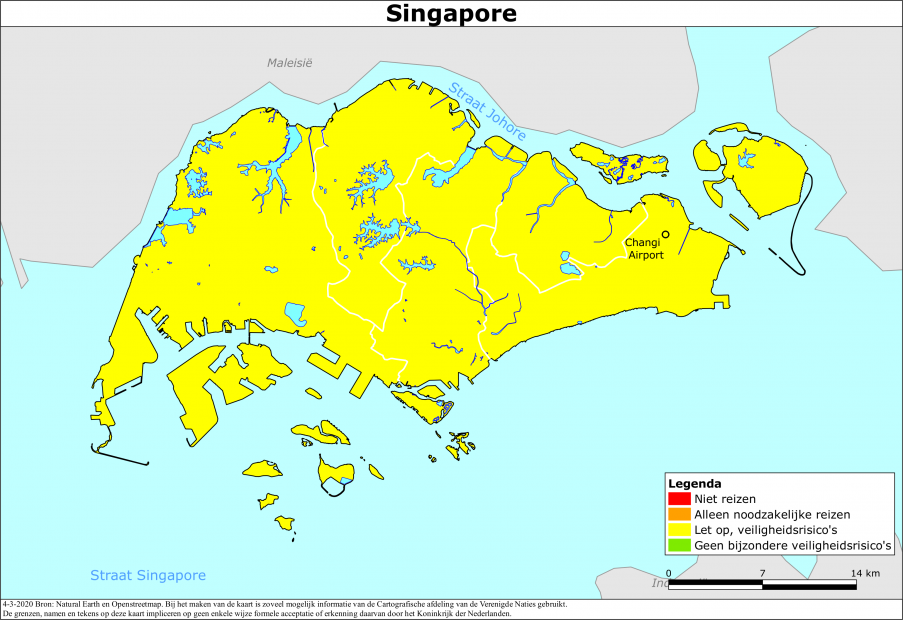 Singapore
Maleisië
Straat Johore
Changi
Airport
Legenda
Niet reizen
Alleen noodzakelijke reizen
Let op, veiligheidsrisico's
Geen bijzondere veiligheidsrisico's
Straat Singapore
0 7 14 km
4-3-2020 Bron: Natural Earth en Openstreetmap. Bij het maken van de kaart is zoveel mogelijk informatie van de Cartografische afdeling van de Verenigde Naties gebruikt.
De grenzen, namen en tekens op deze kaart impliceren op geen enkele wijze formele acceptatie of erkenning daarvan door het Koninkrijk der Nederlanden.